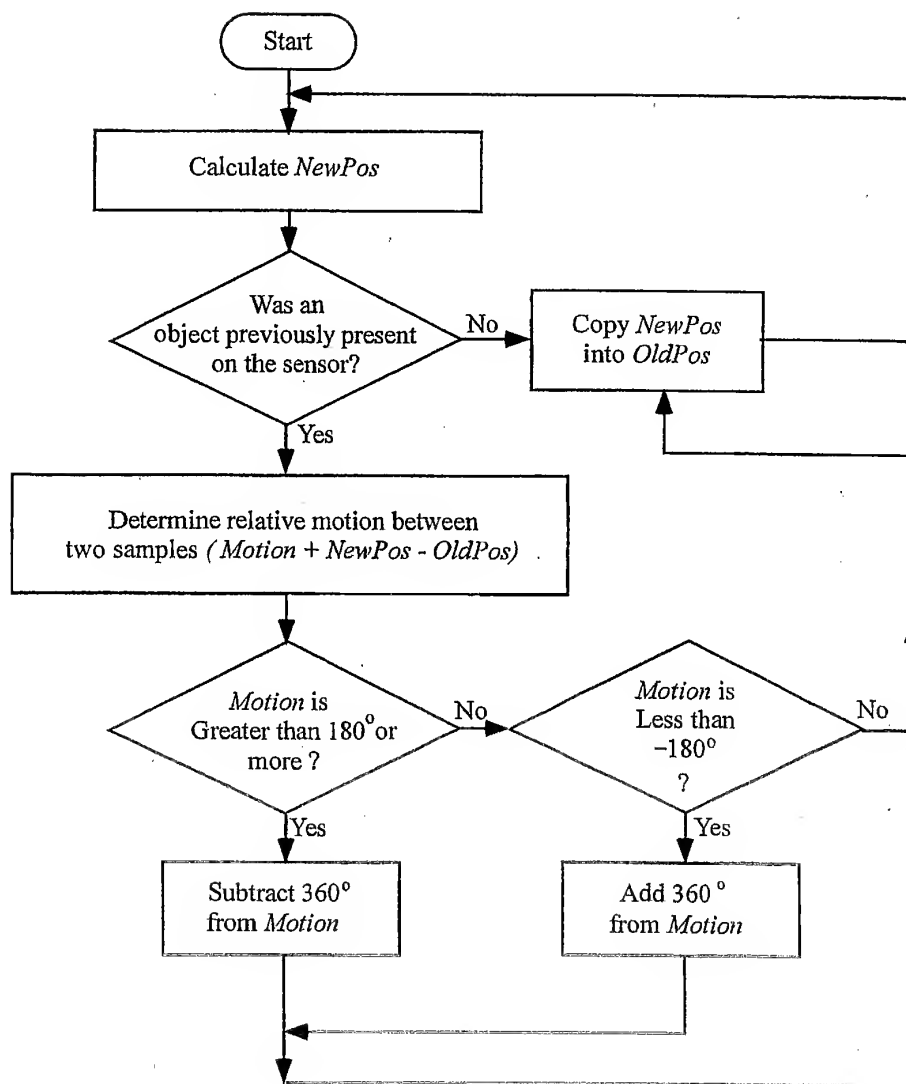 Start
Calculate NewPos
Was an
object previously present
on the sensor?
No
Copy NewPos
into OldPos
Yes
Determine relative motion between
two samples (Motion + NewPos - OldPos)
Motion is
Greater than 180° or
more ?
No
Motion is
Less than
−180°
?
No
Yes
Subtract 360°
from Motion
Yes
Add 360 °
from Motion